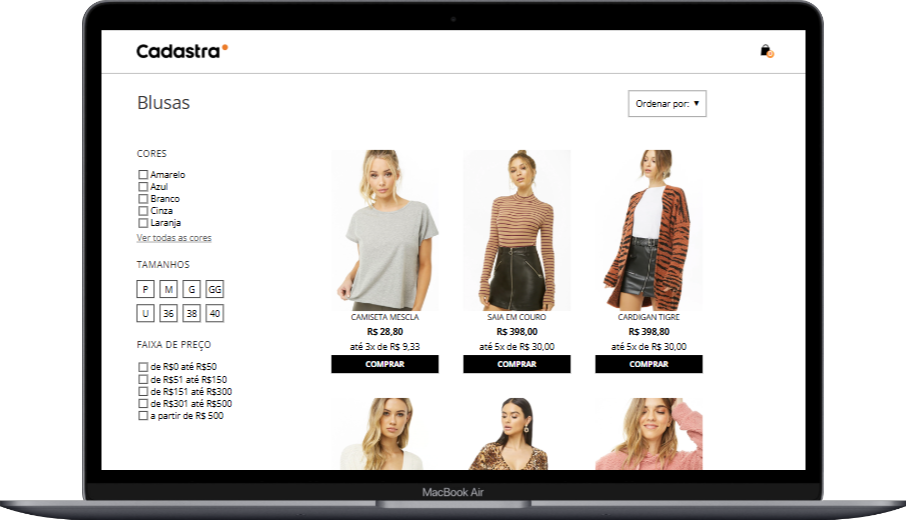 Cadastra
Blusas
Ordenar por: ▼
CORES
Amarelo
Azul
Branco
Cinza
Laranja
Ver todas as cores
TAMANHOS
P M G GG
U 36 38 40
FAIXA DE PREÇO
de R$0 até R$50
de R$51 até R$150
de R$151 até R$300
de R$301 até R$500
a partir de R$ 500
CAMISETA MESCLA
R$ 28,80
até 3x de R$ 9,33
COMPRAR
SAIA EM COURO
R$ 398,00
até 5x de R$ 30,00
COMPRAR
CARDIGAN TIGRE
R$ 398,80
até 5x de R$ 30,00
COMPRAR
MacBook Air